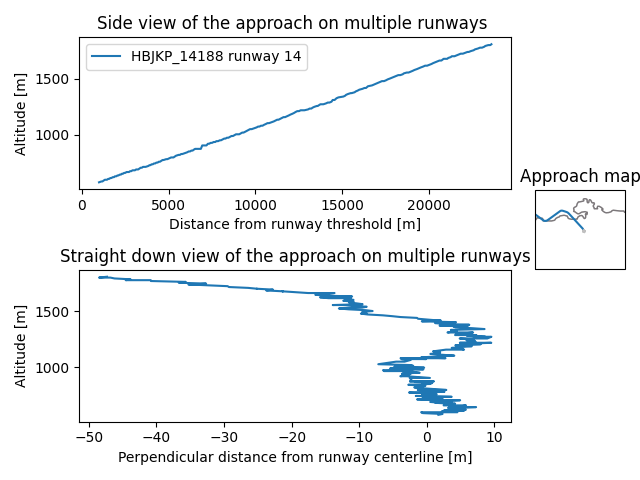 Side view of the approach on multiple runways
HBJKP_14188 runway 14
Altitude [m]
1500
1000
0 5000 10000 15000 20000
Distance from runway threshold [m]
Approach map
Straight down view of the approach on multiple runways
Altitude [m]
1500
1000
−50 −40 −30 −20 −10 0 10
Perpendicular distance from runway centerline [m]